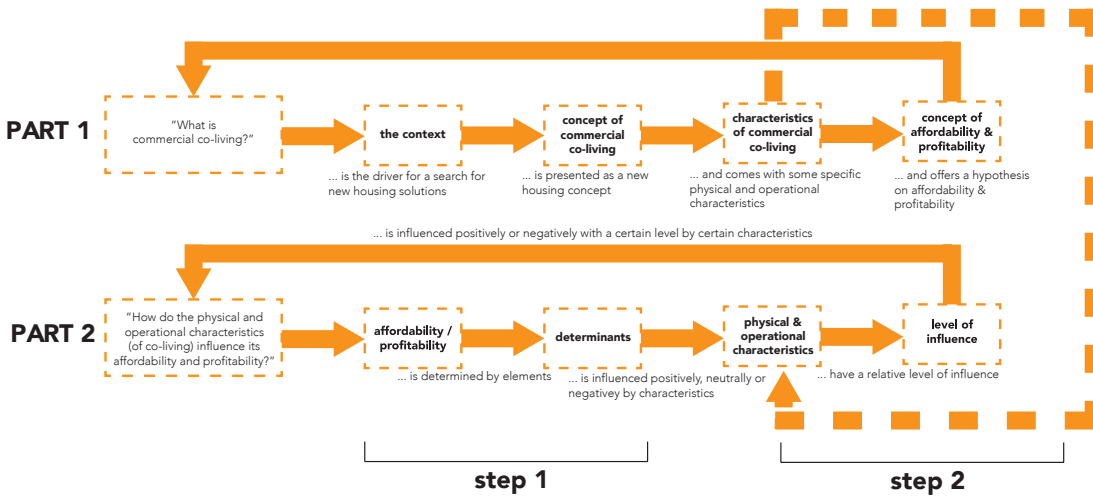 PART 1
“What is
commercial co-living?”
the context
concept of
commercial
co-living
characteristics
of commercial
co-living
concept of
affordability &
profitability
... is the driver for a search for
new housing solutions
... is presented as a new
housing concept
... and comes with some specific
physical and operational
characteristics
... and offers a hypothesis
on affordability &
profitability
... is influenced positively or negatively with a certain level by certain characteristics
PART 2
“How do the physical and
operational characteristics
(of co-living) influence its
affordability and profitability?”
affordability /
profitability
determinants
physical &
operational
characteristics
level of
influence
... is determined by elements
... is influenced positively, neutrally or
negativey by characteristics
... have a relative level of influence
step 1
step 2